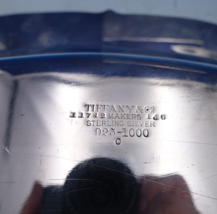 TIFFANY & Co
MAKERS
STERLING SILVER
925-1000
C